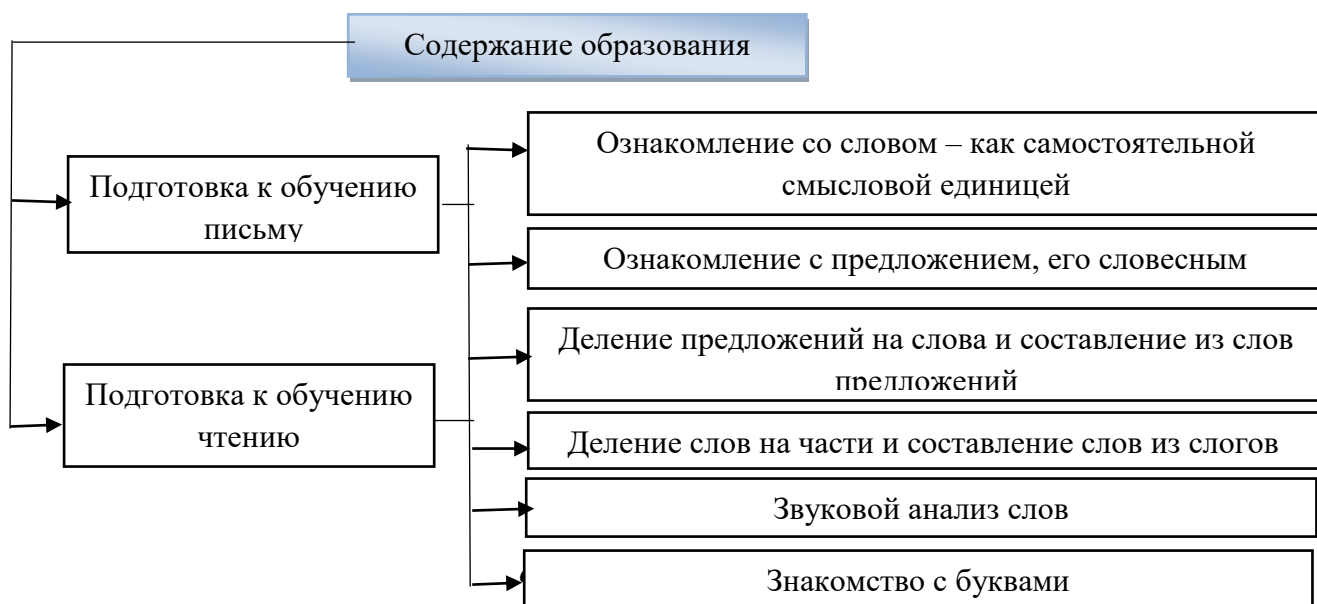 Содержание образования
Подготовка к обучению
письму
Подготовка к обучению
чтению
Ознакомление со словом – как самостоятельной
смысловой единицей
Ознакомление с предложением, его словесным
Деление предложений на слова и составление из слов
предложений
Деление слов на части и составление слов из слогов
Звуковой анализ слов
Знакомство с буквами